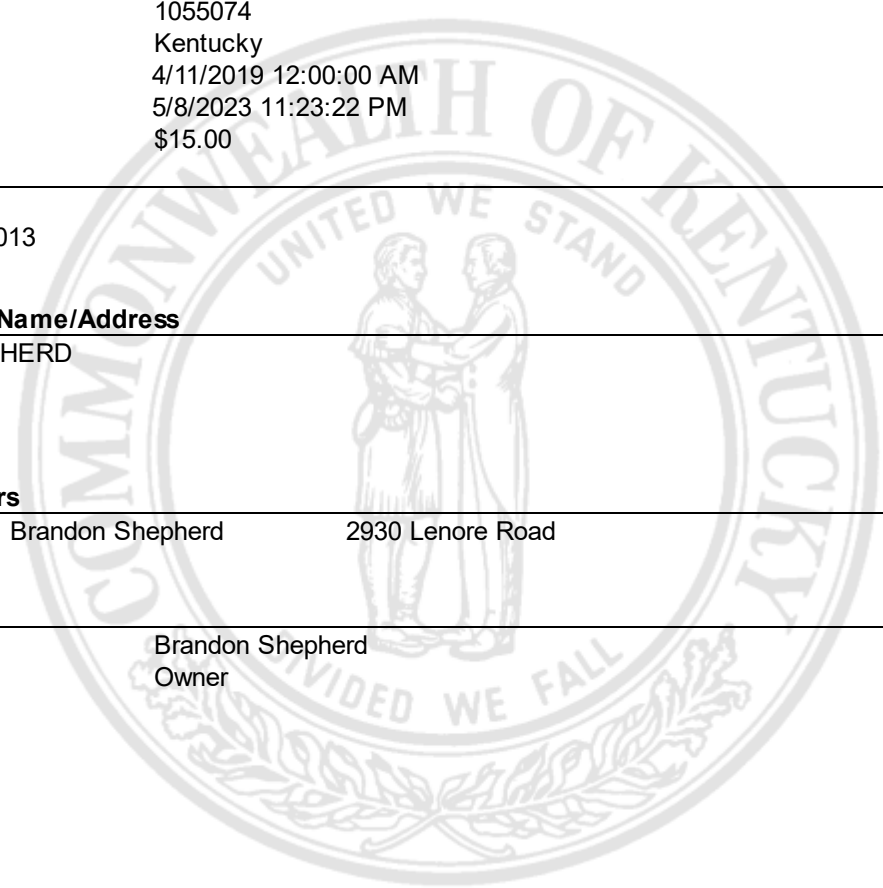 1055074
Kentucky
4/11/2019 12:00:00 AM
5/8/2023 11:23:22 PM
$15.00
013
Name/Address
HERD
rs
Brandon Shepherd 2930 Lenore Road
Brandon Shepherd
Owner
COMMONWEALTH OF KENTUCKY
UNITED WE STAND
DIVIDED WE FALL